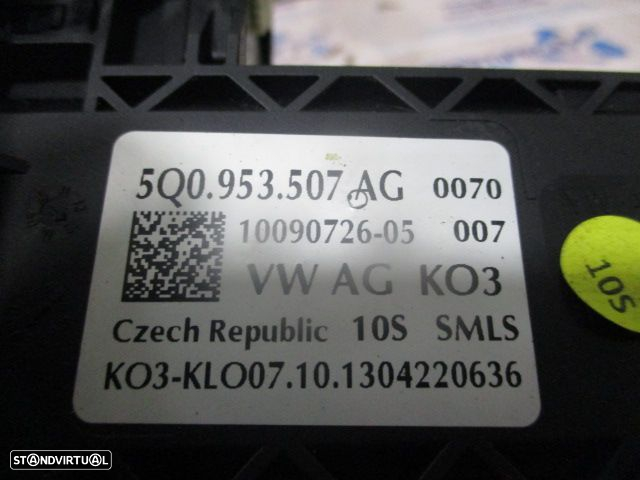 5Q0.953.507 AG 0070
10090726-05 007
VW AG KO3
Czech Republic 10S SMLS
KO3-KLO07.10.1304220636
10S
STANDVIRTUAL